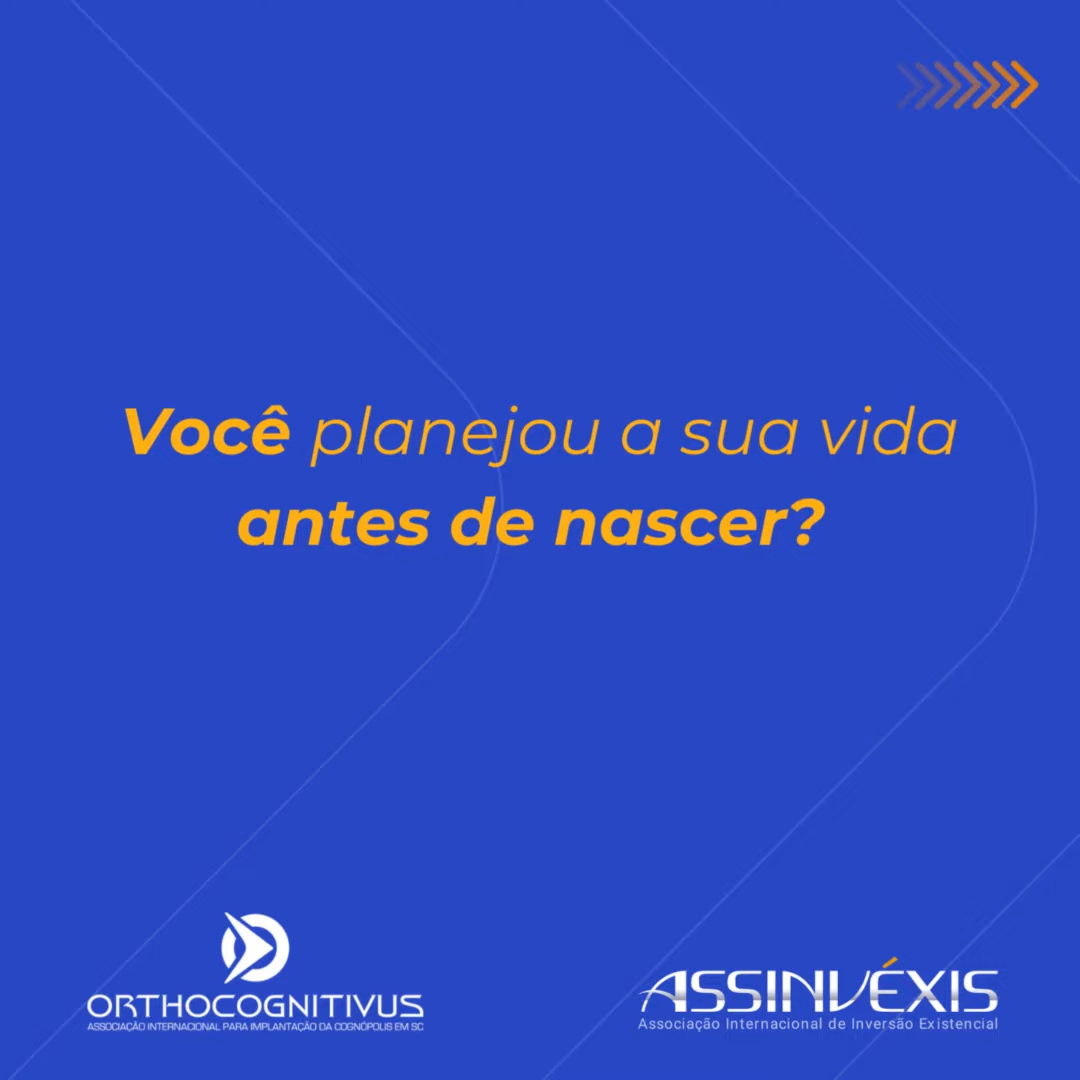 Você planejou a sua vida
antes de nascer?
ORTHOCOGNITIVUS
ASSOCIAÇÃO INTERNACIONAL PARA IMPLANTAÇÃO DA COGNÓPOLIS EM SC
ASSINVÉXIS
Associação Internacional de Inversão Existencial